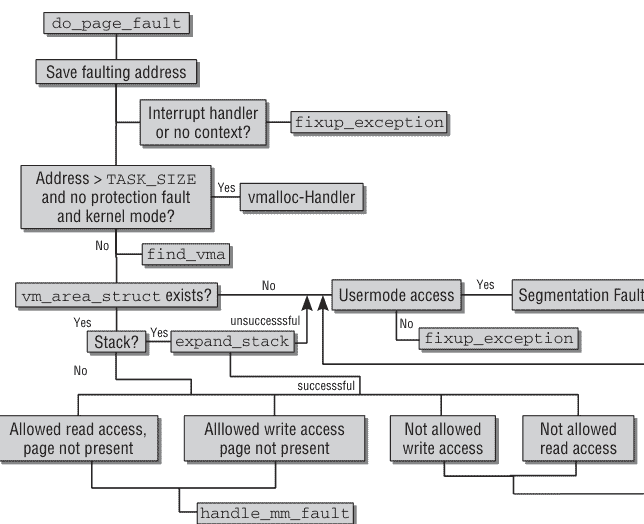 do_page_fault
Save faulting address
Interrupt handler
or no context?
fixup_exception
Address > TASK_SIZE
and no protection fault
and kernel mode?
Yes
vmalloc-Handler
No
find_vma
vm_area_struct exists?
No
Usermode access
Yes
Segmentation Fault
Yes
Stack?
Yes
expand_stack
unsuccesssful
No
fixup_exception
No
successsful
Allowed read access,
page not present
Alllowed write access
page not present
Not allowed
write access
Not allowed
read access
handle_mm_fault